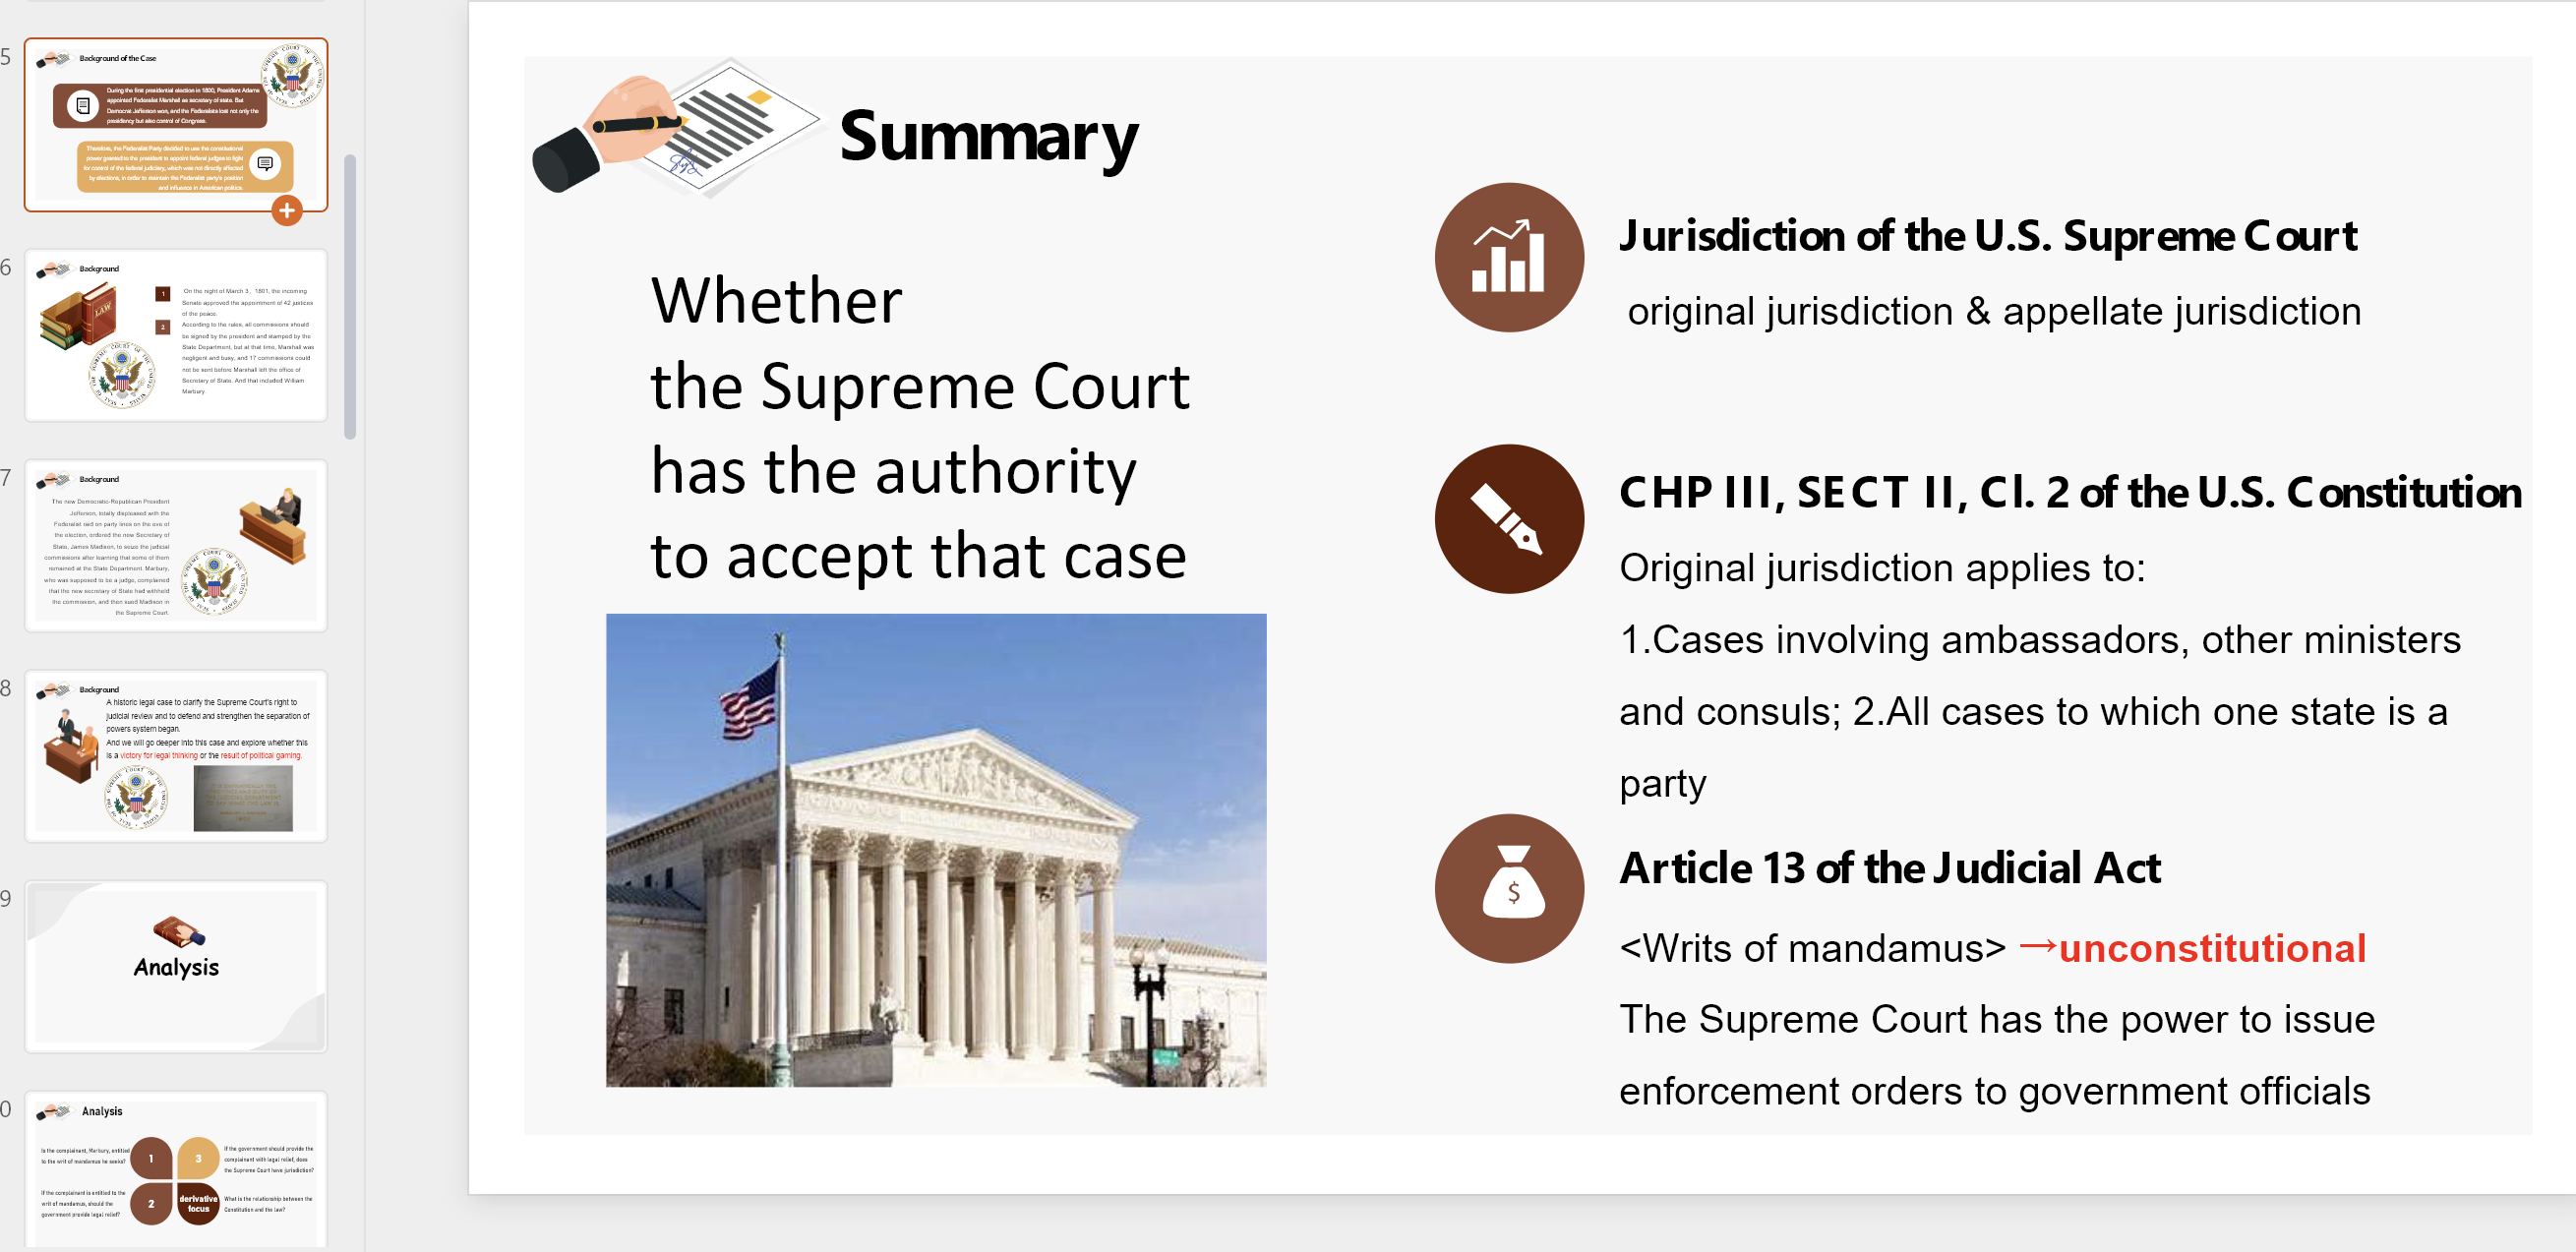 5
Background of the Case
During the first presidential election in 1800, President Adams
appointed Federalist Marshall as secretary of state. But
Democrat Jefferson won, and the Federalists lost not only the
presidency but also control of Congress.
Therefore, the Federalist Party decided to use the constitutional
power granted to the president to appoint federal judges to fight
for control of the federal judiciary, which was not directly affected
by elections, in order to maintain the Federalist party's position
and influence in American politics.
6
Background
LAW
1
On the night of March 3, 1801, the incoming
Senate approved the appointment of 42 justices
of the peace.
2
According to the rules, all commissions should
be signed by the president and stamped by the
State Department, but at that time, Marshall was
negligent and busy, and 17 commissions could
not be sent before Marshall left the office of
Secretary of State. And that included William
Marbury.
7
Background
The new Democratic-Republican President
Jefferson, totally displeased with the
Federalist said on party lines on the eve of
the election, ordered the new Secretary of
State, James Madison, to seize the judicial
commissions after learning that some of them
remained at the State Department. Marbury,
who was supposed to be a judge, complained
that the new secretary of State had withheld
the commission, and then sued Madison in
the Supreme Court.
8
Background
A historic legal case to clarify the Supreme Court's right to
judicial review and to defend and strengthen the separation of
powers system began.
And we will go deeper into this case and explore whether this
is a victory for legal thinking or the result of political gaming.
9
Analysis
0
Analysis
Is the complainant, Marbury, entitled
to the writ of mandamus he seeks?
1
3
If the government should provide the
complainant with legal relief, does
the Supreme Court have jurisdiction?
If the complainant is entitled to the
writ of mandamus, should the
government provide legal relief?
2
derivative
focus
What is the relationship between the
Constitution and the law?
Summary
Whether
the Supreme Court
has the authority
to accept that case
Jurisdiction of the U.S. Supreme Court
original jurisdiction & appellate jurisdiction
CHP III, SECT II, Cl. 2 of the U.S. Constitution
Original jurisdiction applies to:
1.Cases involving ambassadors, other ministers
and consuls; 2.All cases to which one state is a
party
$
Article 13 of the Judicial Act
<Writs of mandamus> →unconstitutional
The Supreme Court has the power to issue
enforcement orders to government officials